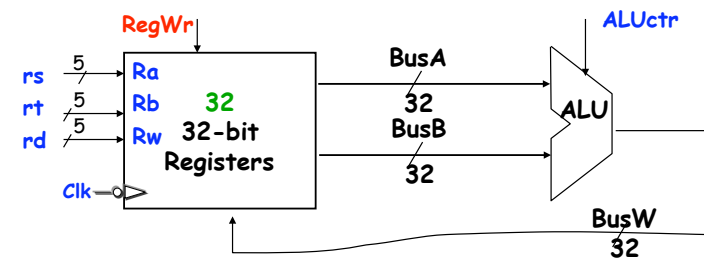 RegWr
ALUctr
rs 5 Ra
rt 5 Rb
rd 5 Rw
Clk
32
32-bit
Registers
BusA
32
BusB
32
ALU
BusW
32